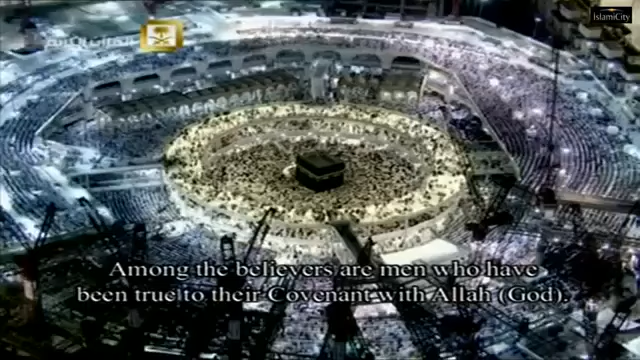 IslamiCity
Among the believers are men who have
been true to their Covenant with Allah (God).